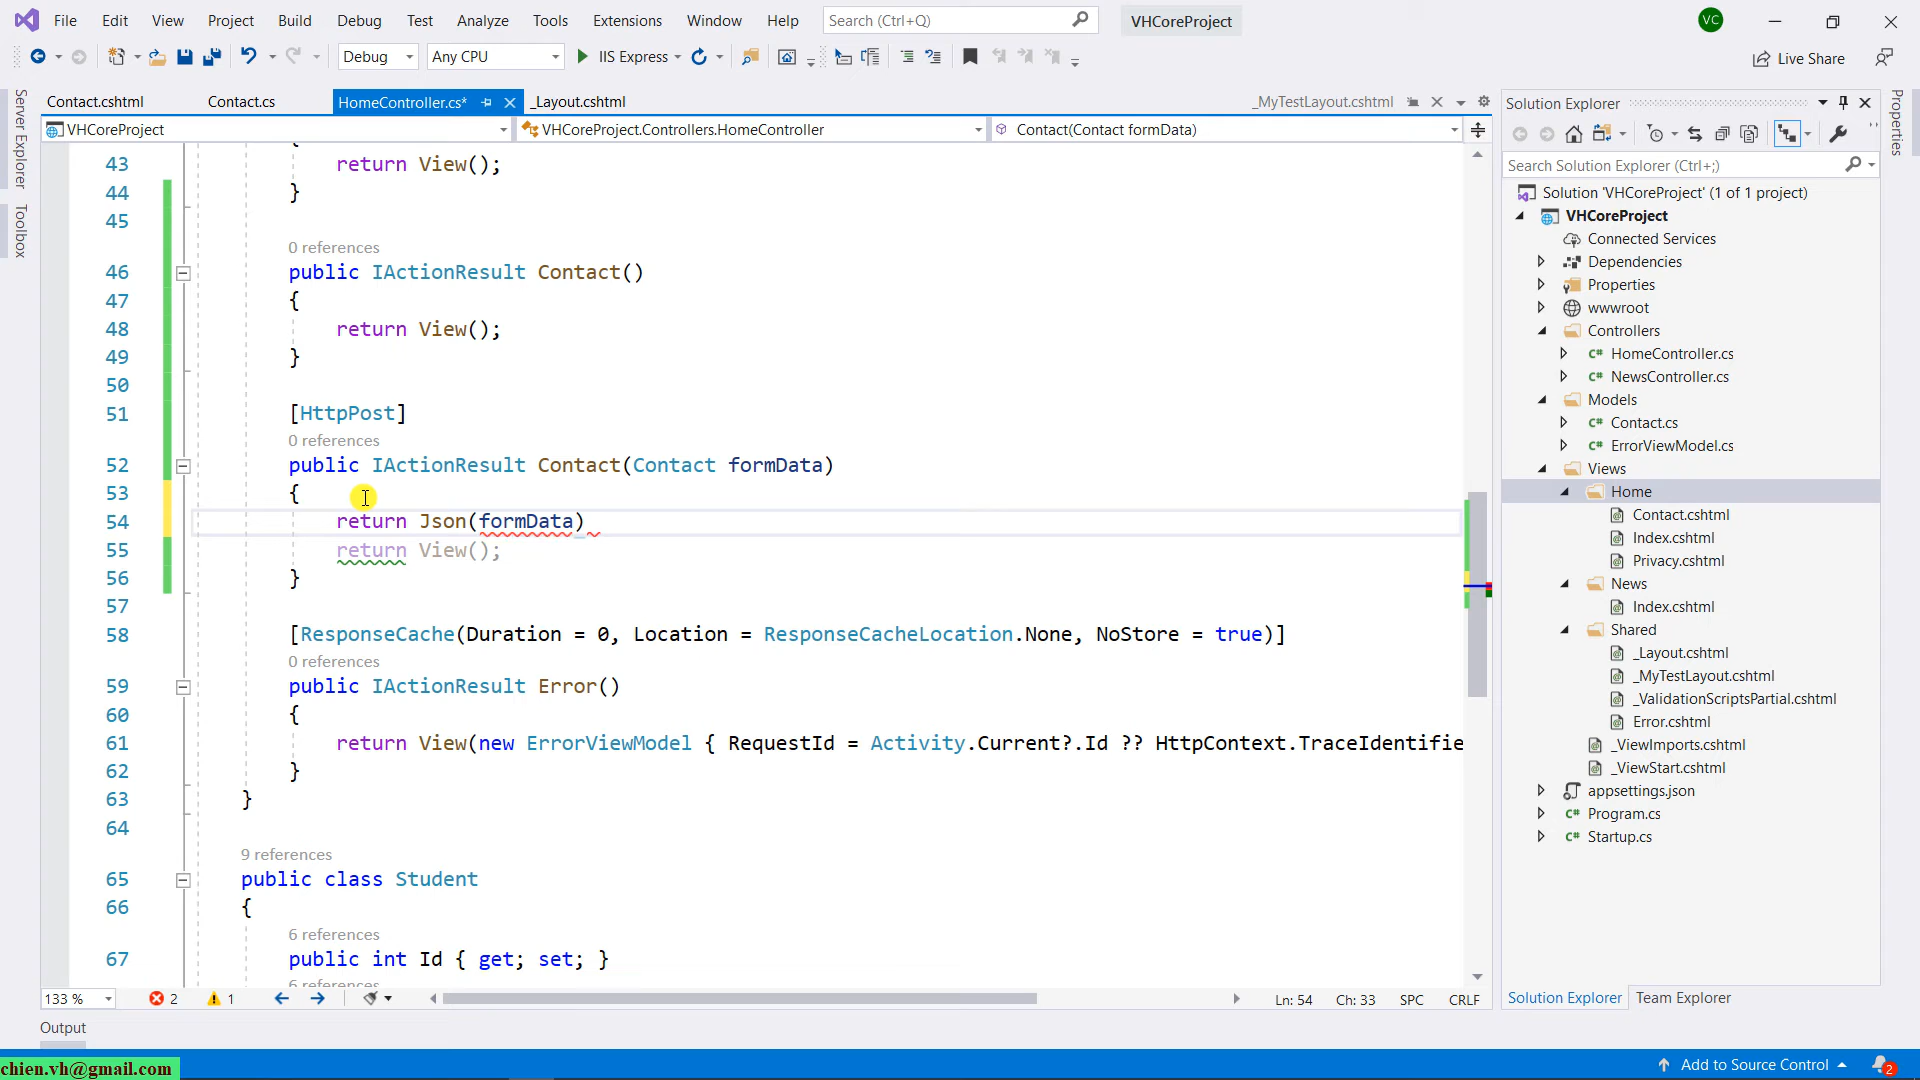 File Edit View Project Build Debug Test Analyze Tools Extensions Window Help Search (Ctrl+Q) VHCoreProject VC
Debug Any CPU IIS Express Live Share
Contact.cshtml Contact.cs HomeController.cs* _Layout.cshtml _MyTestLayout.cshtml
VHCoreProject VHCoreProject.Controllers.HomeController Contact(Contact formData)
Server Explorer
Toolbox
43 return View();
44 }
45
0 references
46 public IActionResult Contact()
47 {
48 return View();
49 }
50
51 [HttpPost]
0 references
52 public IActionResult Contact(Contact formData)
53 {
54 return Json(formData)
55 return View();
56 }
57
58 [ResponseCache(Duration = 0, Location = ResponseCacheLocation.None, NoStore = true)]
0 references
59 public IActionResult Error()
60 {
61 return View(new ErrorViewModel { RequestId = Activity.Current?.Id ?? HttpContext.TraceIdentifie
62 }
63 }
64
9 references
65 public class Student
66 {
6 references
67 public int Id { get; set; }
133 % 2 1 Ln: 54 Ch: 33 SPC CRLF
Output
Solution Explorer
Search Solution Explorer (Ctrl+;)
Solution 'VHCoreProject' (1 of 1 project)
VHCoreProject
Connected Services
Dependencies
Properties
wwwroot
Controllers
C# HomeController.cs
C# NewsController.cs
Models
C# Contact.cs
C# ErrorViewModel.cs
Views
Home
Contact.cshtml
Index.cshtml
Privacy.cshtml
News
Index.cshtml
Shared
_Layout.cshtml
_MyTestLayout.cshtml
_ValidationScriptsPartial.cshtml
Error.cshtml
_ViewImports.cshtml
_ViewStart.cshtml
appsettings.json
C# Program.cs
C# Startup.cs
Solution Explorer Team Explorer
Properties
chien.vh@gmail.com
Add to Source Control 2